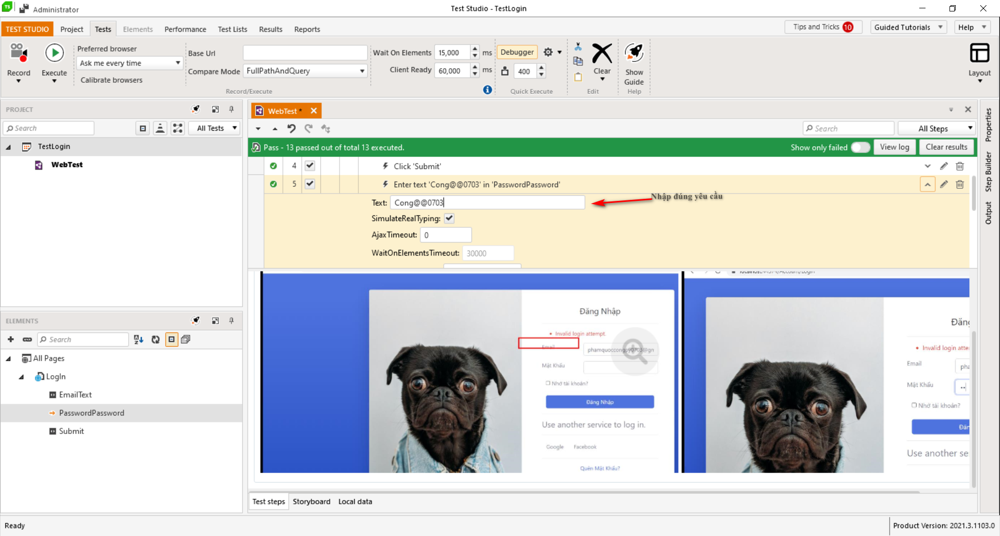 TS
Administrator
Test Studio - TestLogin
TEST STUDIO
Project
Tests
Elements
Performance
Test Lists
Results
Reports
Tips and Tricks 10
Guided Tutorials
Help
Record
Execute
Preferred browser
Ask me every time
Calibrate browsers
Base Url
Compare Mode FullPathAndQuery
Record/Execute
Wait On Elements 15,000 ms
Client Ready 60,000 ms
Debugger
400
Quick Execute
Clear
Edit
Show
Guide
Help
Layout
PROJECT
Search
All Tests
TestLogin
WebTest
WebTest *
Search
All Steps
Pass - 13 passed out of total 13 executed.
Show only failed
View log
Clear results
4 Click 'Submit'
5 Enter text 'Cong@@0703' in 'PasswordPassword'
Text: Cong@@0703
Nhập đúng yêu cầu
SimulateRealTyping:
AjaxTimeout: 0
WaitOnElementsTimeout: 30000
Properties
Step Builder
Output
ELEMENTS
Search
All Pages
LogIn
EmailText
PasswordPassword
Submit
Đăng Nhập
Invalid login attempt.
Email
phamquoccongpy0703@gn
Mật Khẩu
Nhớ tài khoản?
Đăng Nhập
Use another service to log in.
Google Facebook
Quên Mật Khẩu?
Đăng
Invalid login atte
Email pha
Mật Khẩu
Nhớ tài khoản?
Use another se
Test steps
Storyboard
Local data
Ready
Product Version: 2021.3.1103.0